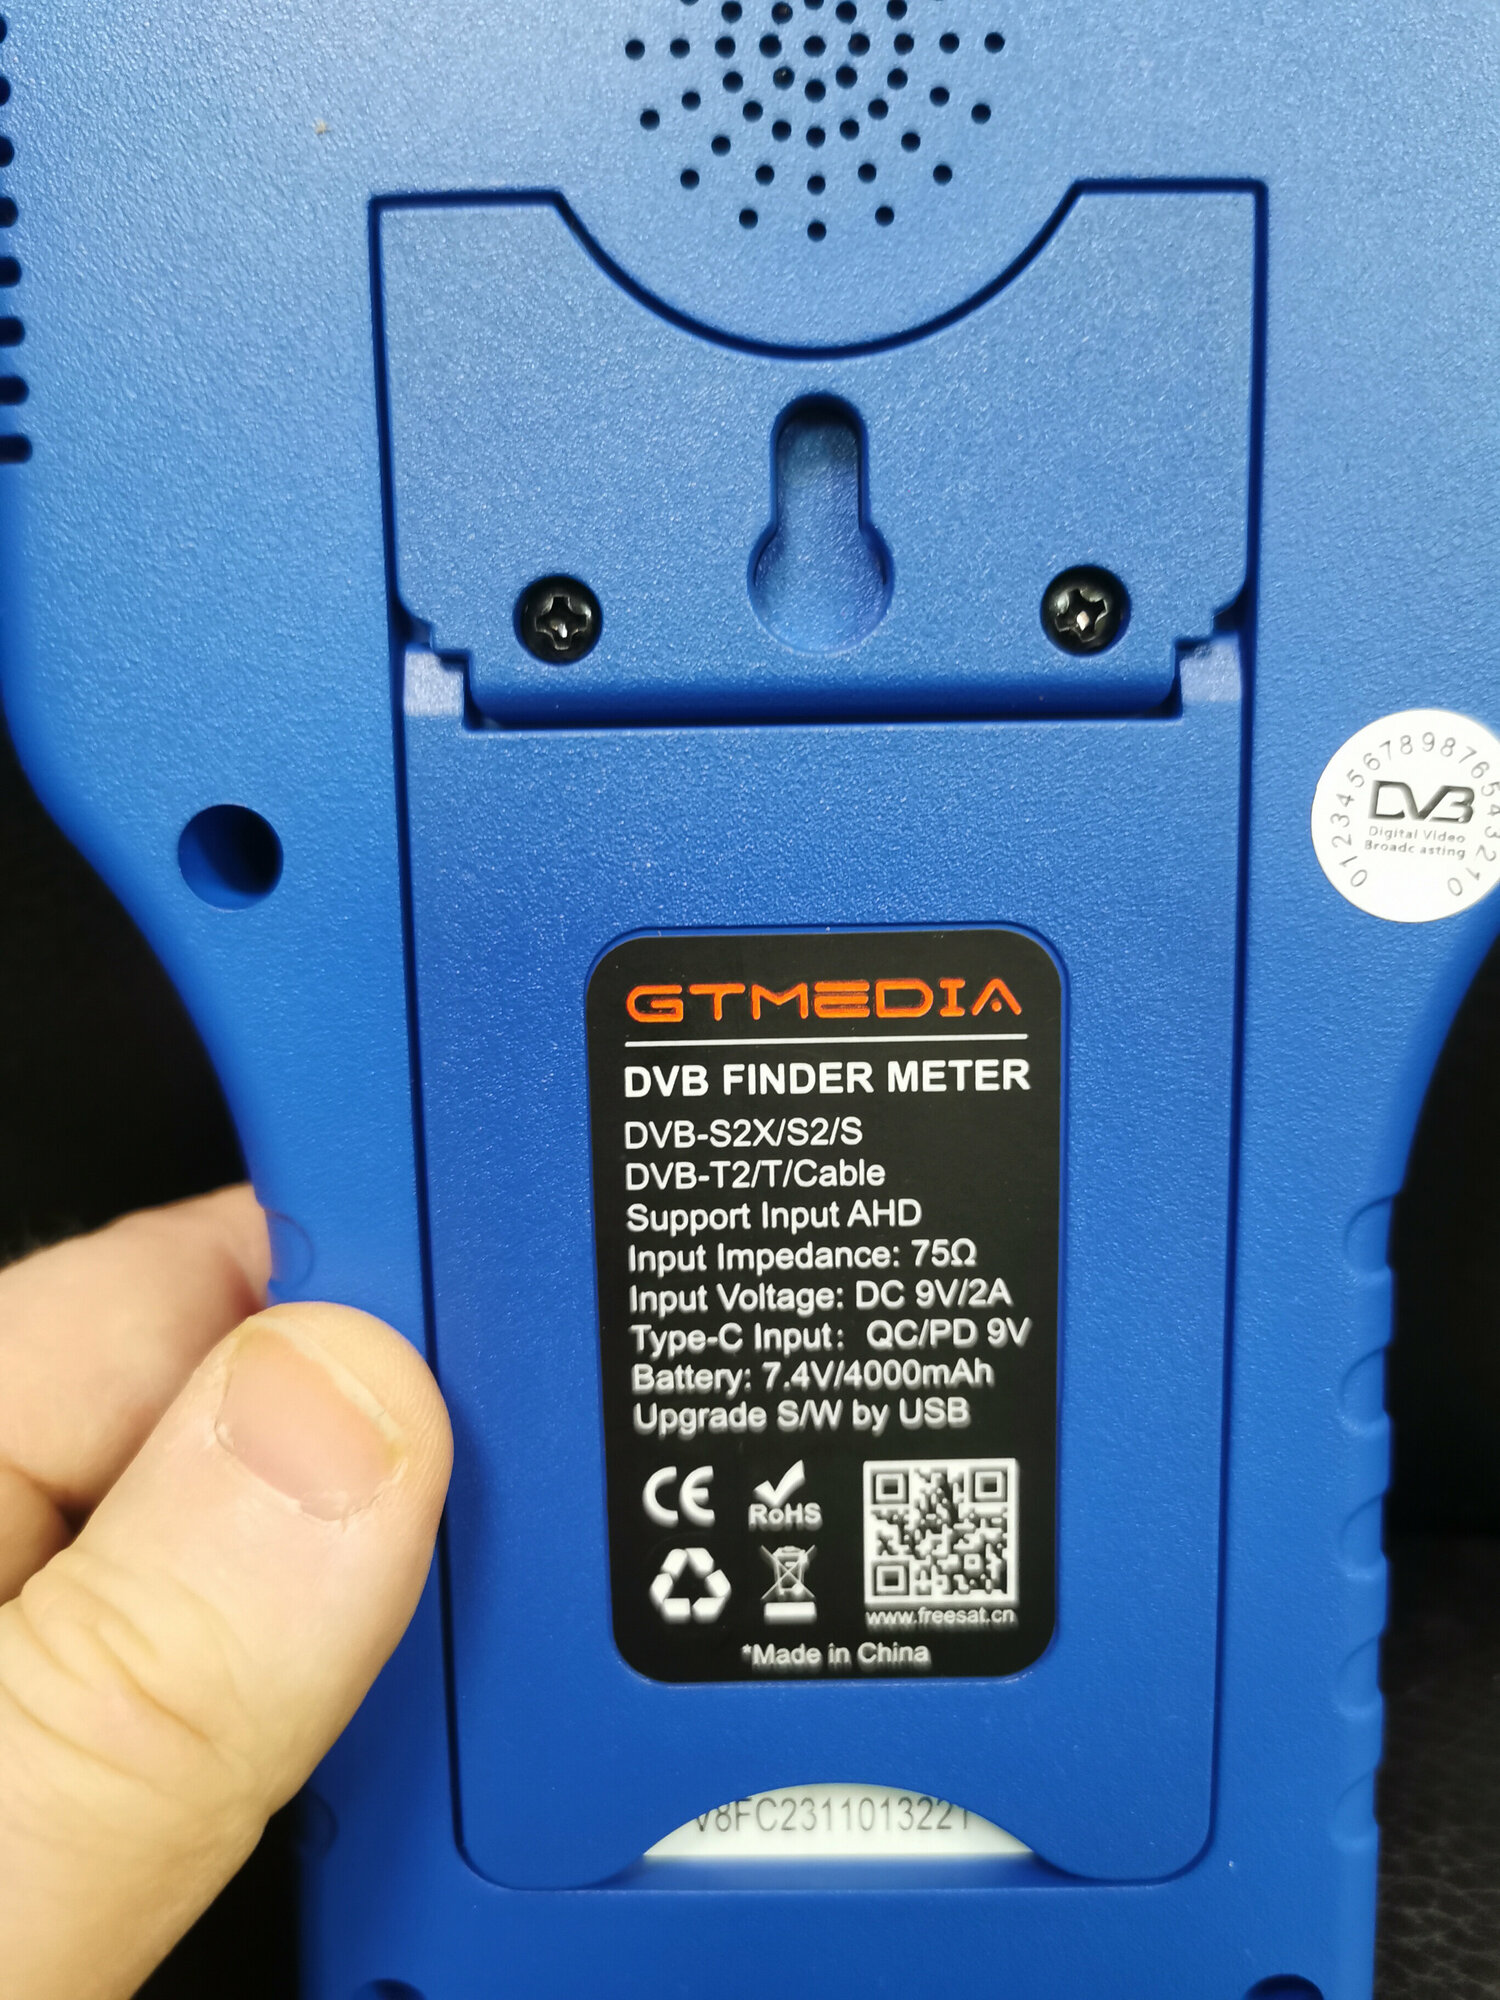 0123456789876543210
DVB
Digital Video
Broadcasting
GTMEDIA
DVB FINDER METER
DVB-S2X/S2/S
DVB-T2/T/Cable
Support Input AHD
Input Impedance: 75Ω
Input Voltage: DC 9V/2A
Type-C Input: QC/PD 9V
Battery: 7.4V/4000mAh
Upgrade S/W by USB
CE
RoHS
www.freesat.cn
*Made in China
V8FC2311013221